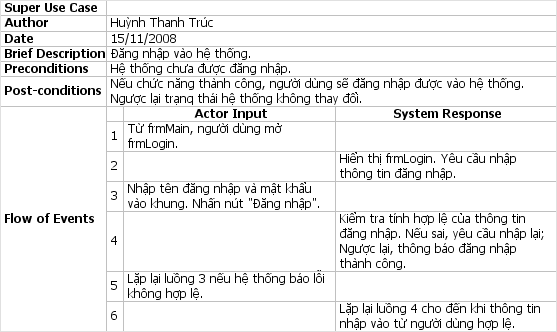 Super Use Case
Author Huỳnh Thanh Trúc
Date 15/11/2008
Brief Description Đăng nhập vào hệ thống.
Preconditions Hệ thống chưa được đăng nhập.
Post-conditions Nếu chức năng thành công, người dùng sẽ đăng nhập được vào hệ thống.
Ngược lại trạng thái hệ thống không thay đổi.
Flow of Events
Actor Input System Response
1 Từ frmMain, người dùng mở
frmLogin.
2 Hiển thị frmLogin. Yêu cầu nhập
thông tin đăng nhập.
3 Nhập tên đăng nhập và mật khẩu
vào khung. Nhấn nút "Đăng nhập".
4 Kiểm tra tính hợp lệ của thông tin
đăng nhập. Nếu sai, yêu cầu nhập lại;
Ngược lại, thông báo đăng nhập
thành công.
5 Lặp lại luồng 3 nếu hệ thống báo lỗi
không hợp lệ.
6 Lặp lại luồng 4 cho đến khi thông tin
nhập vào từ người dùng hợp lệ.